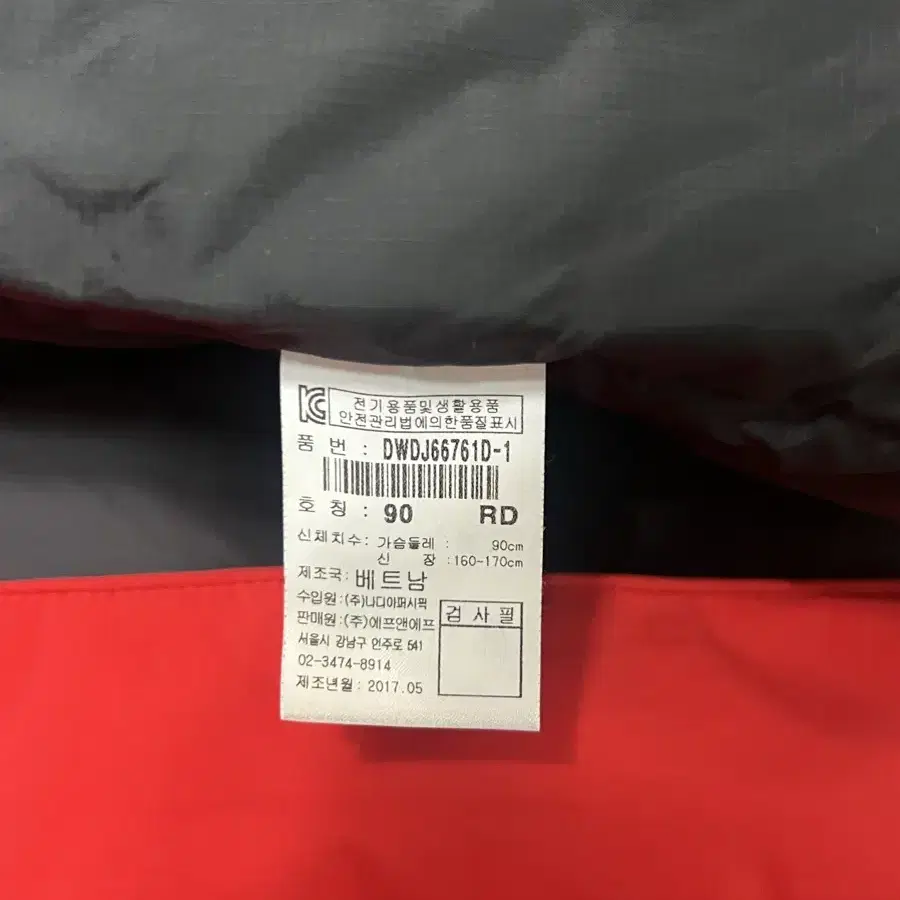 전기용품및생활용품
안전관리법에의한품질표시
품 번 : DWDJ66761D-1
호 칭 : 90 RD
신체치수: 가슴둘레 : 90cm
신 장 :160-170cm
제조국: 베트남
수입원:(주)나디아퍼시픽
판매원:(주)에프앤에프
서울시 강남구 언주로 541
02-3474-8914
제조년월: 2017.05
검 사 필